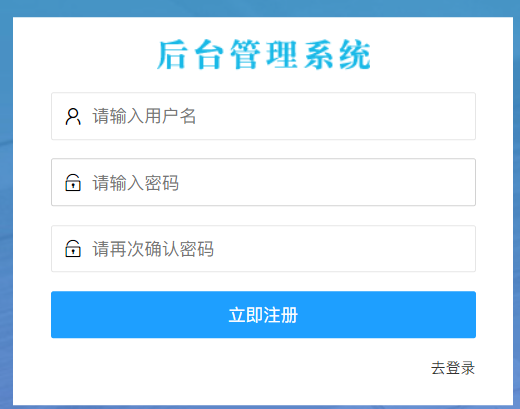 后台管理系统
请输入用户名
请输入密码
请再次确认密码
立即注册
去登录